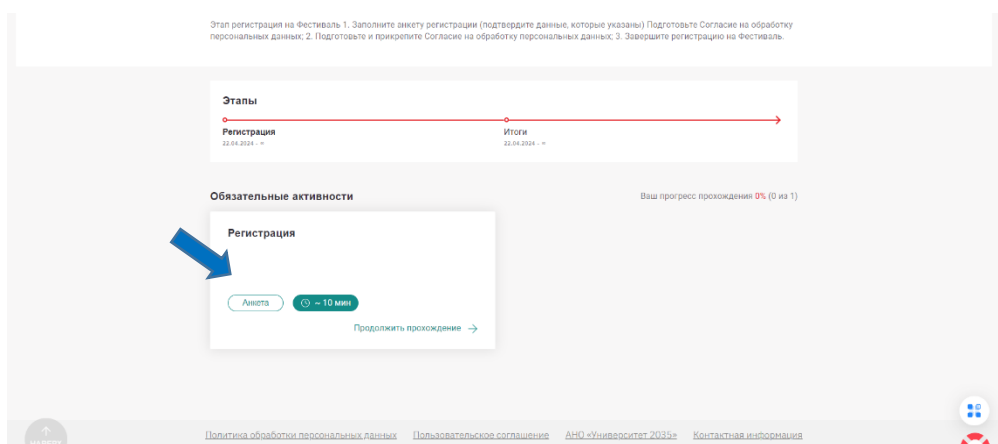 Этап регистрация на Фестиваль 1. Заполните анкету регистрации (подтвердите данные, которые указаны) Подготовьте Согласие на обработку
персональных данных; 2. Подготовьте и прикрепите Согласие на обработку персональных данных; 3. Завершите регистрацию на Фестиваль.
Этапы
Регистрация
22.04.2024 - ∞
Итоги
22.04.2024 - ∞
Обязательные активности
Ваш прогресс прохождения 0% (0 из 1)
Регистрация
Анкета
~ 10 мин
Продолжить прохождение →
Политика обработки персональных данных Пользовательское соглашение АНО «Университет 2035» Контактная информация